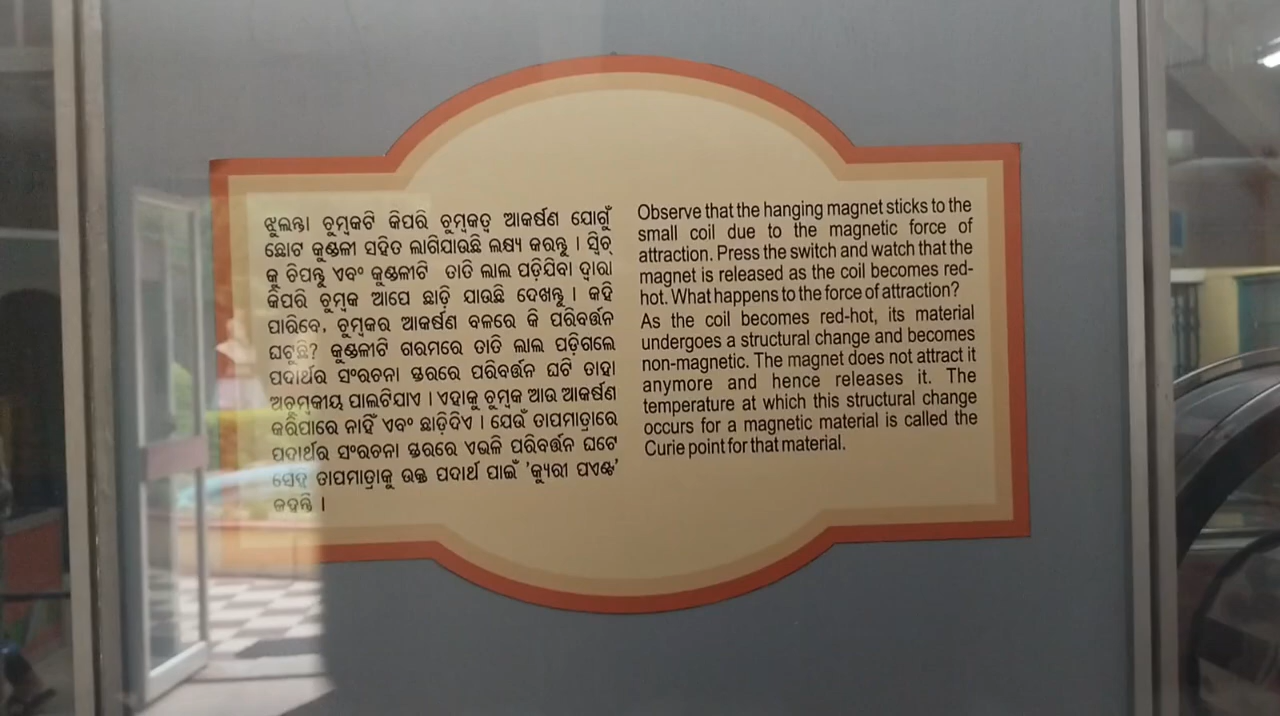 ଝୁଲନ୍ତା ଚୁମ୍ବକଟି କିପରି ଚୁମ୍ବକତ୍ୱ ଆକର୍ଷଣ ଯୋଗୁଁ
ଛୋଟ କୁଣ୍ଡଳୀ ସହିତ ଲାଗିଯାଉଛି ଲକ୍ଷ୍ୟ କରନ୍ତୁ । ସ୍ୱିଚ୍
କୁ ଚିପନ୍ତୁ ଏବଂ କୁଣ୍ଡଳୀଟି ତାତି ଲାଲ ପଡ଼ିଯିବା ଦ୍ୱାରା
କିପରି ଚୁମ୍ବକ ଆପେ ଛାଡ଼ି ଯାଉଛି ଦେଖନ୍ତୁ । କହି
ପାରିବେ, ଚୁମ୍ବକର ଆକର୍ଷଣ ବଳରେ କି ପରିବର୍ତ୍ତନ
ଘଟୁଛି? କୁଣ୍ଡଳୀଟି ଗରମରେ ତାତି ଲାଲ ପଡ଼ିଗଲେ
ପଦାର୍ଥର ସଂରଚନା ସ୍ତରରେ ପରିବର୍ତ୍ତନ ଘଟି ତାହା
ଅଚୁମ୍ବକୀୟ ପାଲଟିଯାଏ । ଏହାକୁ ଚୁମ୍ବକ ଆଉ ଆକର୍ଷଣ
କରିପାରେ ନାହିଁ ଏବଂ ଛାଡ଼ିଦିଏ । ଯେଉଁ ତାପମାତ୍ରାରେ
ପଦାର୍ଥର ସଂରଚନା ସ୍ତରରେ ଏଭଳି ପରିବର୍ତ୍ତନ ଘଟେ
ସେହି ତାପମାତ୍ରାକୁ ଉକ୍ତ ପଦାର୍ଥ ପାଇଁ 'କ୍ୟୁରୀ ପଏଣ୍ଟ'
କହନ୍ତି ।
Observe that the hanging magnet sticks to the
small coil due to the magnetic force of
attraction. Press the switch and watch that the
magnet is released as the coil becomes red-
hot. What happens to the force of attraction?
As the coil becomes red-hot, its material
undergoes a structural change and becomes
non-magnetic. The magnet does not attract it
anymore and hence releases it. The
temperature at which this structural change
occurs for a magnetic material is called the
Curie point for that material.